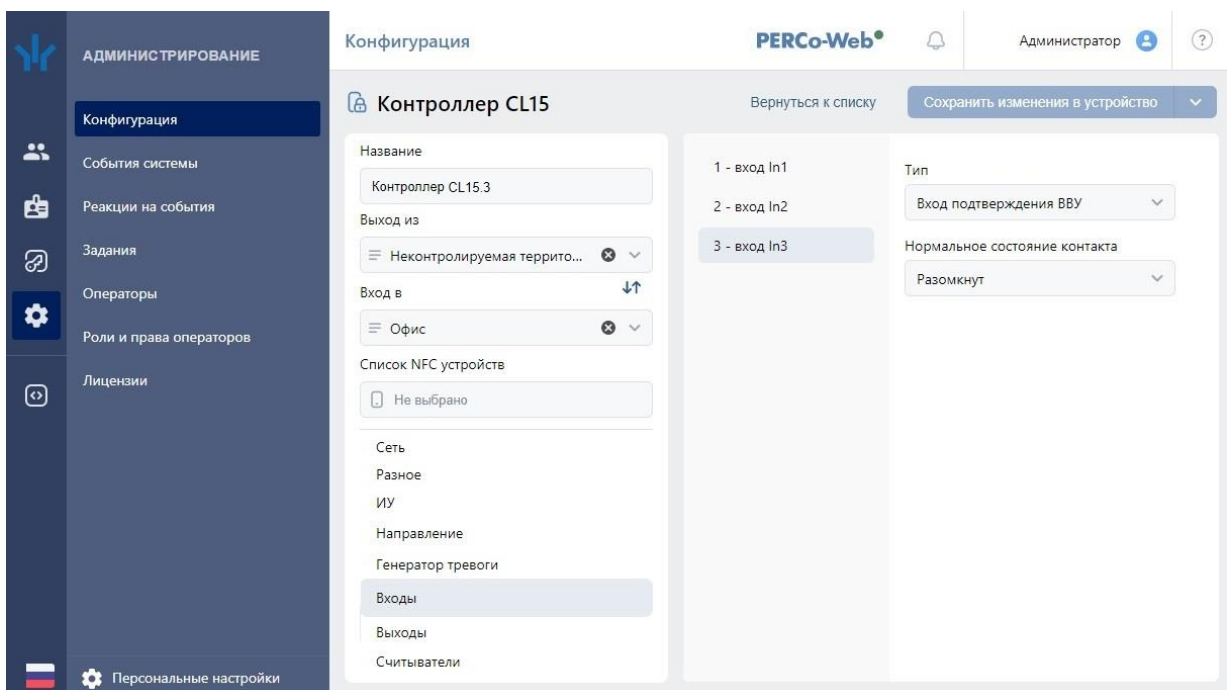 АДМИНИСТРИРОВАНИЕ
Конфигурация
События системы
Реакции на события
Задания
Операторы
Роли и права операторов
Лицензии
Персональные настройки
Конфигурация
PERCo-Web
Администратор
?
Контроллер CL15
Вернуться к списку
Сохранить изменения в устройство
Название
Контроллер CL15.3
Выход из
Неконтролируемая террито...
Вход в
Офис
Список NFC устройств
Не выбрано
Сеть
Разное
ИУ
Направление
Генератор тревоги
Входы
Выходы
Считыватели
1 - вход In1
2 - вход In2
3 - вход In3
Тип
Вход подтверждения ВВУ
Нормальное состояние контакта
Разомкнут